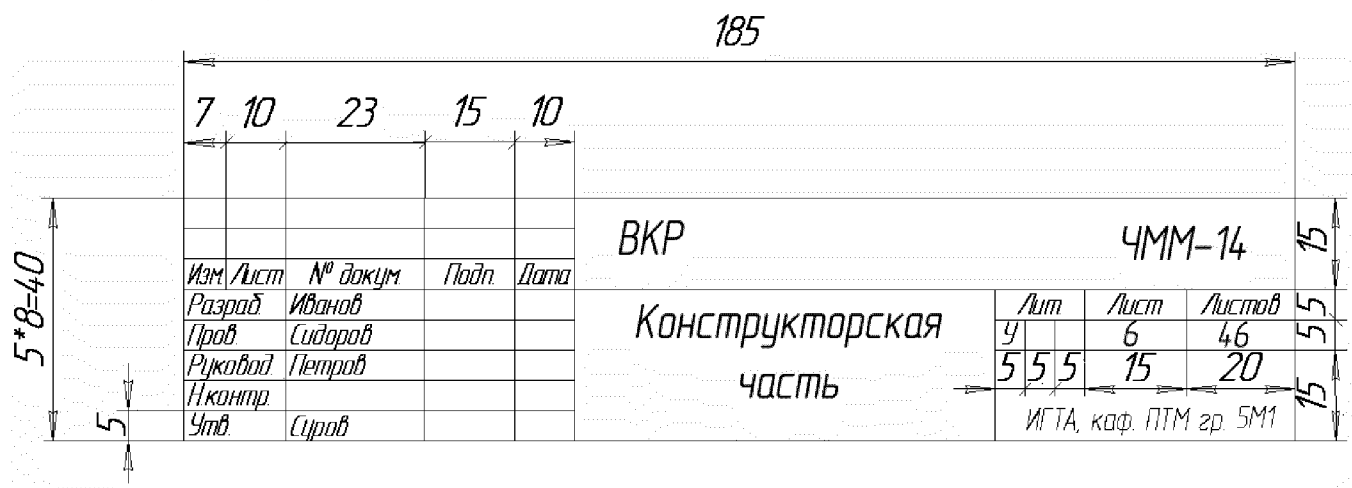 185
7 10 23 15 10
ВКР ЧММ-14 15
5*8=40
Изм Лист № докум. Подп. Дата
Разраб. Иванов Конструкторская Лит Лист Листов 5
Пров. Сидоров У 6 46 5
Руковод. Петров часть 5 5 5 15 20 15
Н.контр.
5 Утв. Суров ИГТА, каф. ПТМ гр. 5М1